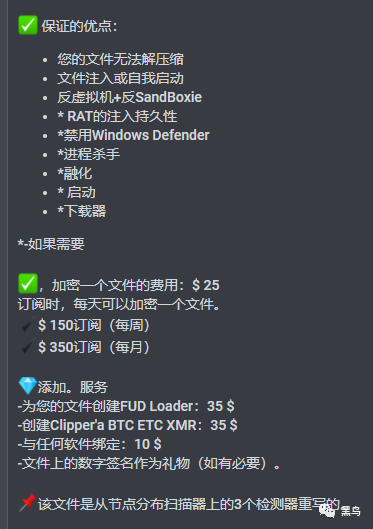 ✅ 保证的优点：
• 您的文件无法解压缩
• 文件注入或自我启动
• 反虚拟机+反SandBoxie
• * RAT的注入持久性
• *禁用Windows Defender
• *进程杀手
• *融化
• * 启动
• *下载器
*-如果需要
✅，加密一个文件的费用：$ 25
订阅时，每天可以加密一个文件。
✔ $ 150订阅（每周）
✔ $ 350订阅（每月）
💎添加。服务
-为您的文件创建FUD Loader：35 $
-创建Clipper'a BTC ETC XMR：35 $
-与任何软件绑定：10 $
-文件上的数字签名作为礼物（如有必要）。
📌该文件是从节点分布扫描器上的3个检测器重写的
黑鸟